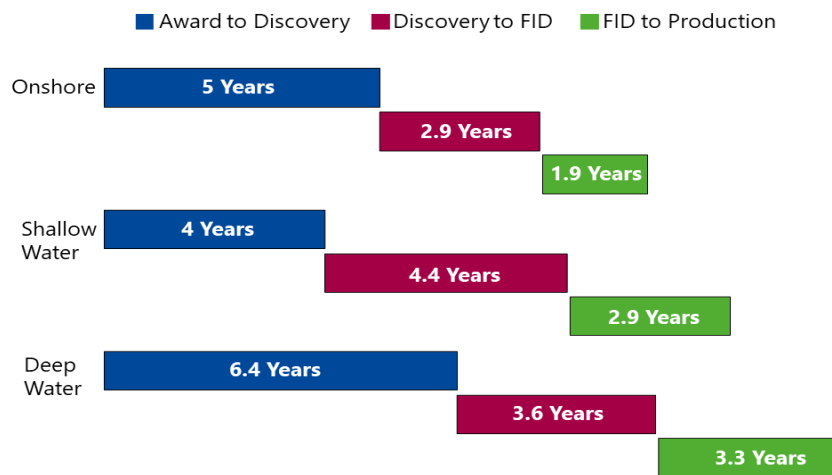 Award to Discovery Discovery to FID FID to Production
Onshore
5 Years
2.9 Years
1.9 Years
Shallow
Water
4 Years
4.4 Years
2.9 Years
Deep
Water
6.4 Years
3.6 Years
3.3 Years